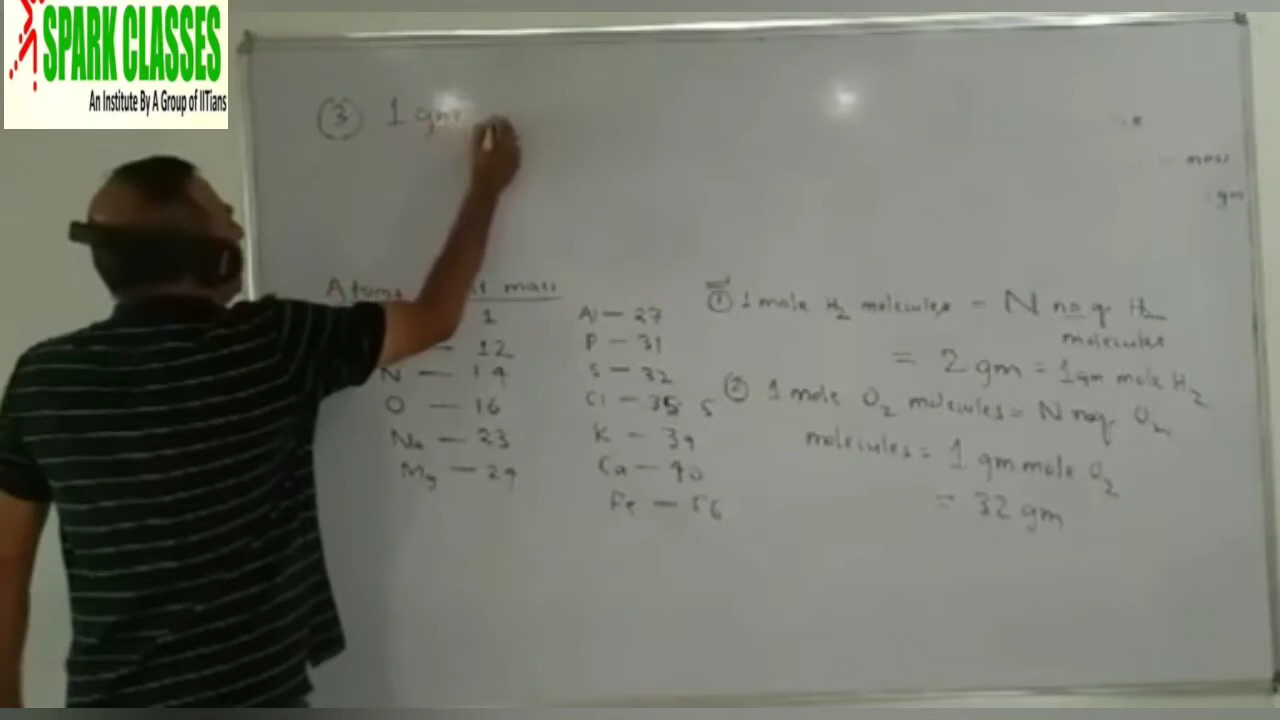 SPARK CLASSES
An Institute By A Group of IITians
③ 1 gm
mass
gm
Atoms mass
1
— 12
N — 14
O — 16
Na — 23
Mg — 24
Al — 27
P — 31
S — 32
Cl — 35.5
K — 39
Ca — 40
Fe — 56
① 1 mole H2 molecules = N no of H2
molecules
= 2 gm = 1 gm mole H2
② 1 mole O2 molecules = N no of O2
molecules = 1 gm mole O2
= 32 gm